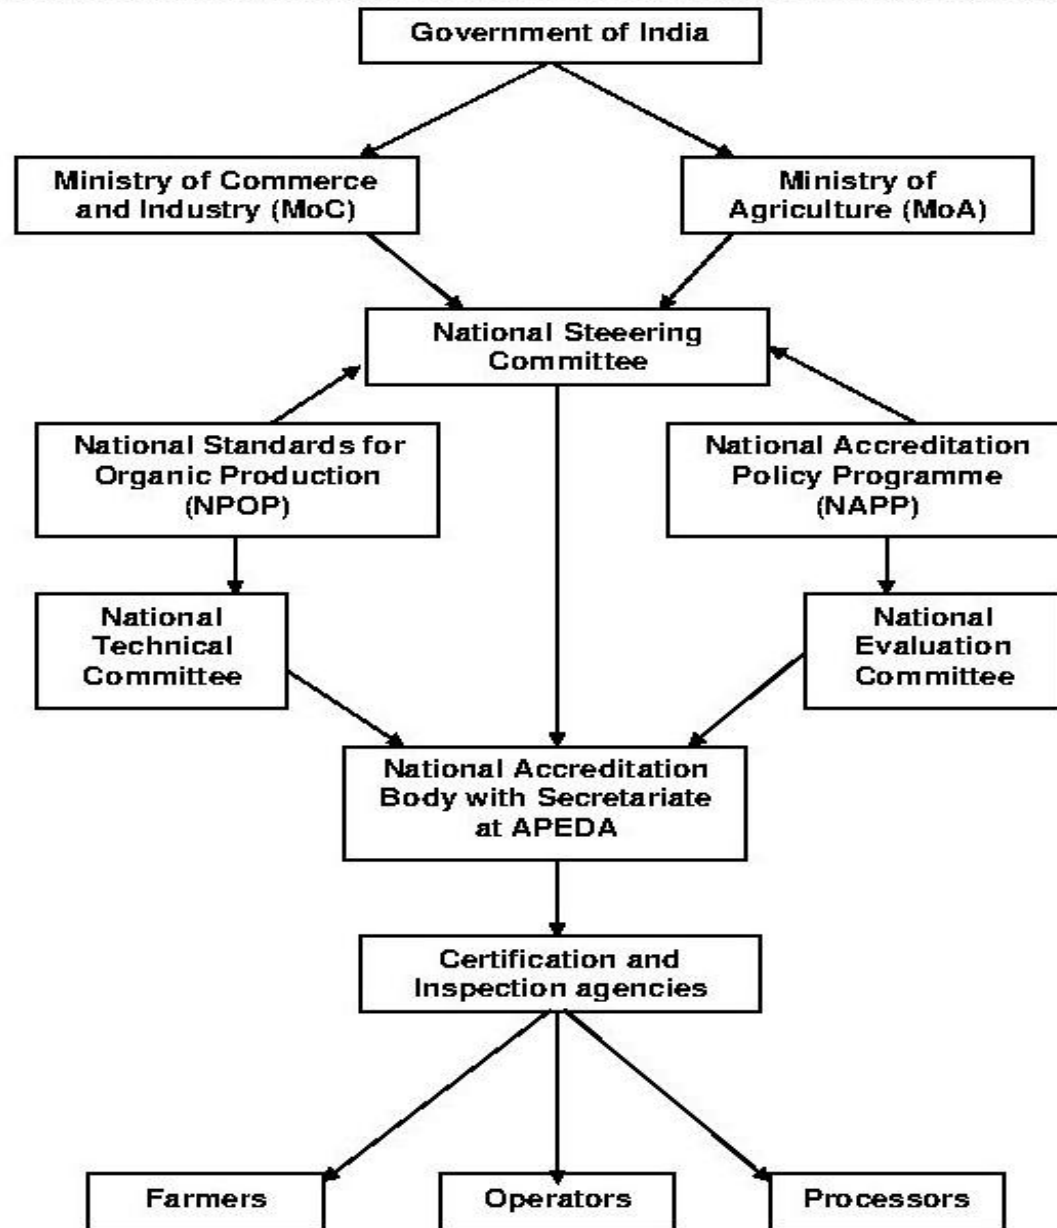 Government of India
Ministry of Commerce
and Industry (MoC)
Ministry of
Agriculture (MoA)
National Steeering
Committee
National Standards for
Organic Production
(NPOP)
National Accreditation
Policy Programme
(NAPP)
National
Technical
Committee
National
Evaluation
Committee
National Accreditation
Body with Secretariate
at APEDA
Certification and
Inspection agencies
Farmers
Operators
Processors